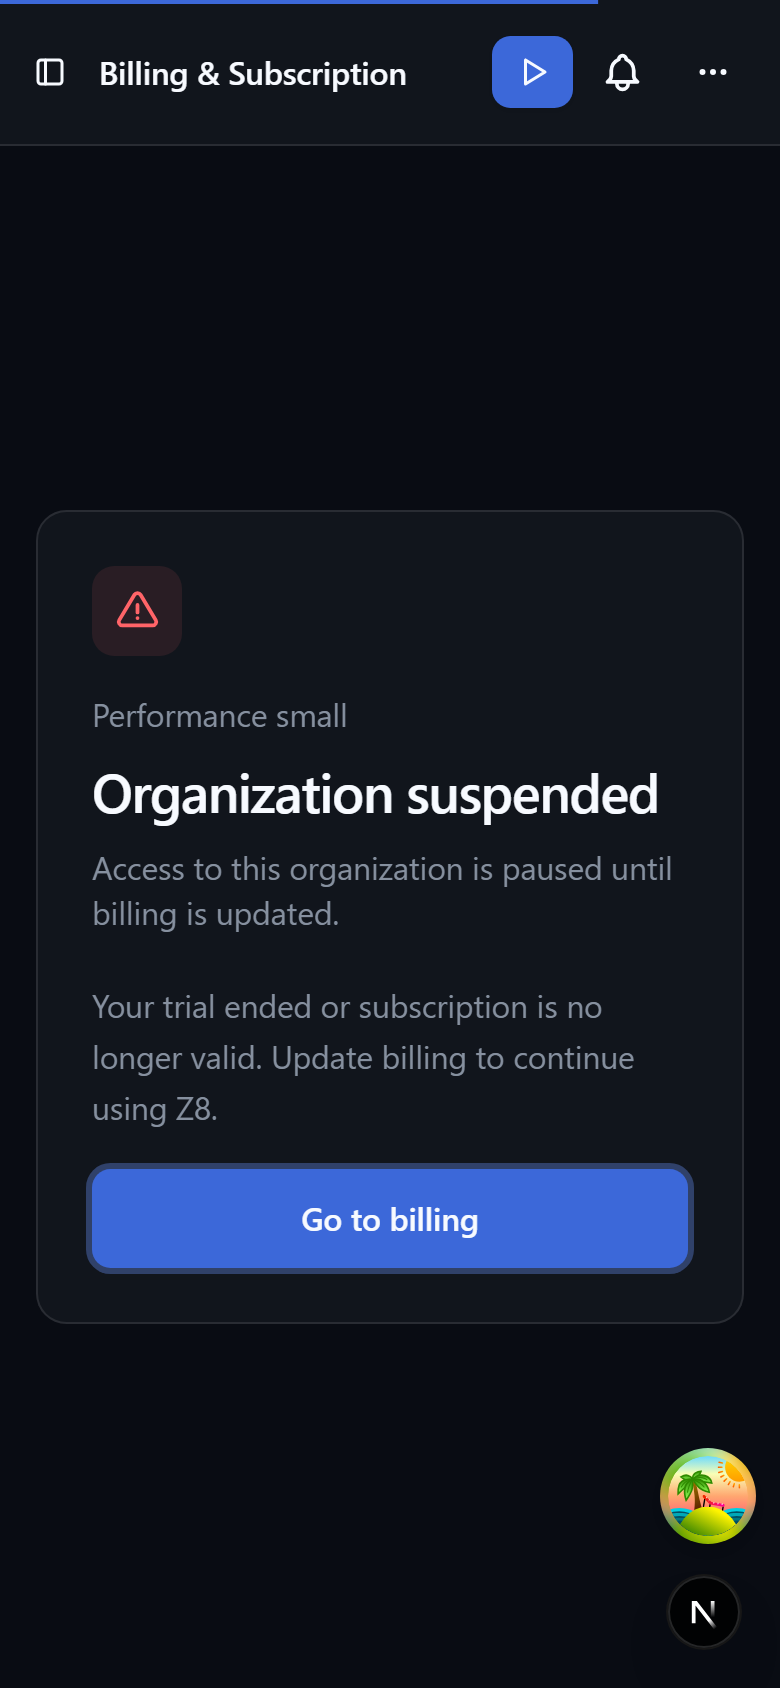 Billing & Subscription
Performance small
Organization suspended
Access to this organization is paused until
billing is updated.
Your trial ended or subscription is no
longer valid. Update billing to continue
using Z8.
Go to billing
N